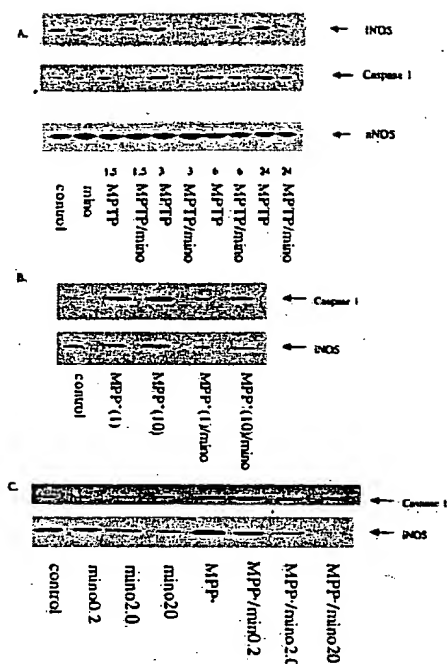 A.
iNOS
Caspase 1
nNOS
1.5 1.5 3 3 6 6 24 24
control
mino
MPTP
MPTP/mino
MPTP
MPTP/mino
MPTP
MPTP/mino
MPTP
MPTP/mino
B.
Caspase 1
iNOS
control
MPP⁺(1)
MPP⁺(10)
MPP⁺(1)/mino
MPP⁺(10)/mino
C.
Caspase 1
iNOS
control
mino0.2
mino2.0
mino20
MPP⁺
MPP⁺/min0.2
MPP⁺/mino2.0
MPP⁺/mino20